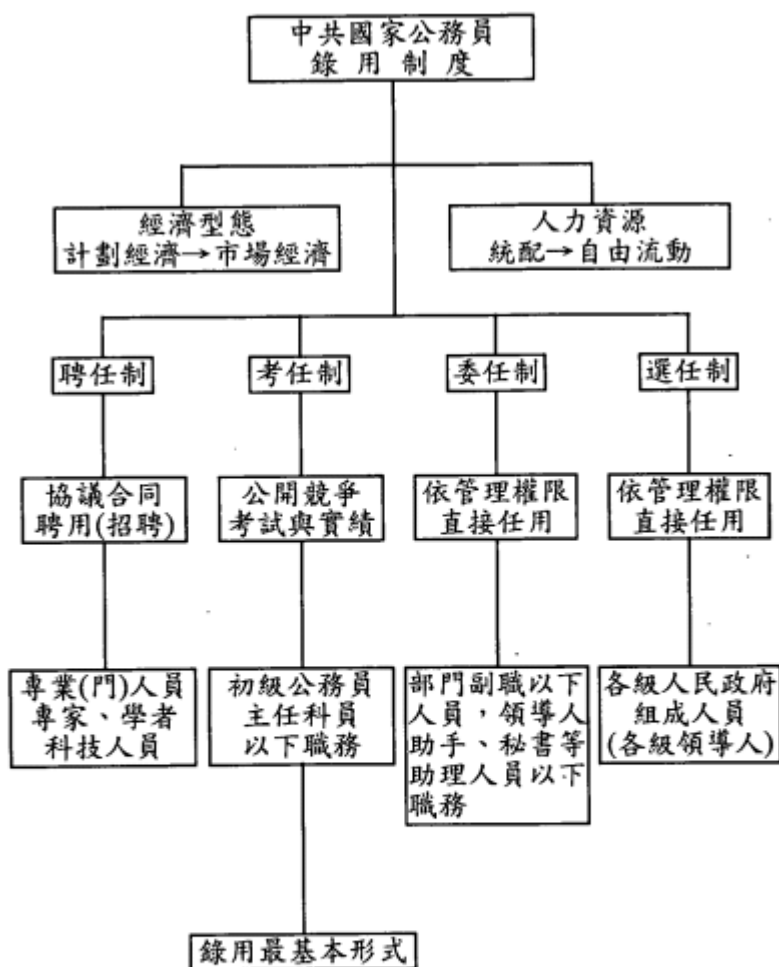 中共國家公務員
錄用制度
經濟型態
計劃經濟→市場經濟
人力資源
統配→自由流動
聘任制
考任制
委任制
選任制
協議合同
聘用(招聘)
公開競爭
考試與實績
依管理權限
直接任用
依管理權限
直接任用
專業(門)人員
專家、學者
科技人員
初級公務員
主任科員
以下職務
部門副職以下
人員，領導人
助手、秘書等
助理人員以下
職務
各級人民政府
組成人員
(各級領導人)
錄用最基本形式